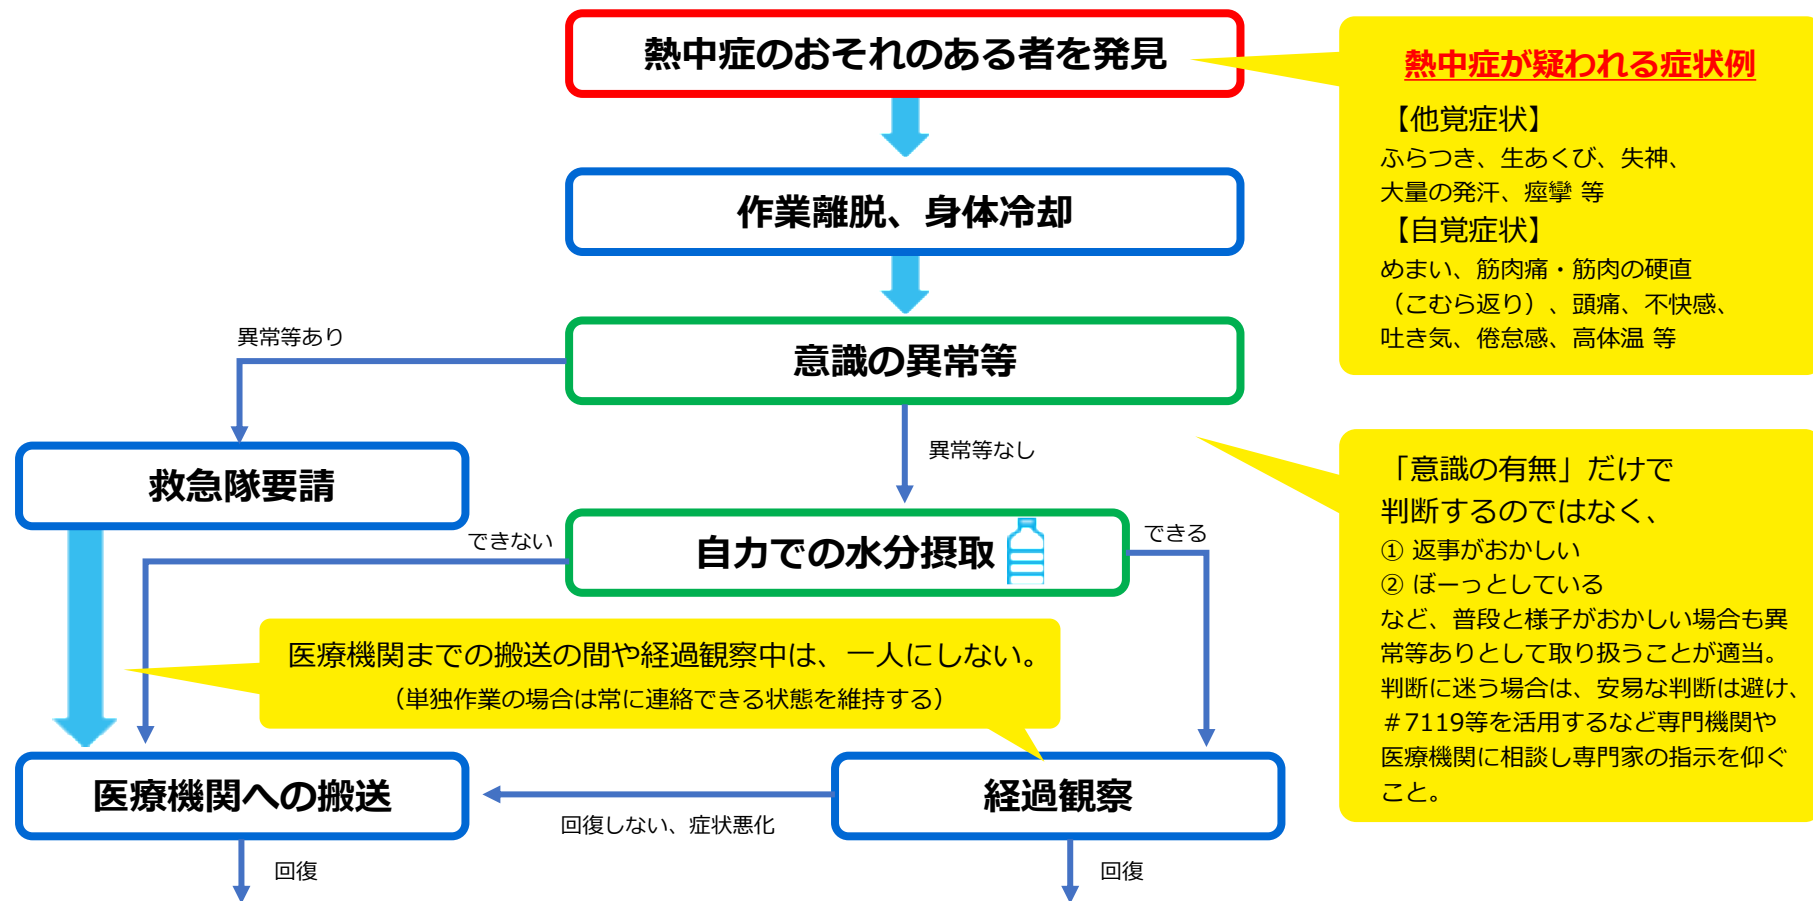 熱中症のおそれのある者を発見
熱中症が疑われる症状例
【他覚症状】
ふらつき、生あくび、失神、
大量の発汗、痙攣 等
【自覚症状】
めまい、筋肉痛・筋肉の硬直
（こむら返り）、頭痛、不快感、
吐き気、倦怠感、高体温 等
作業離脱、身体冷却
意識の異常等
異常等あり
異常等なし
「意識の有無」だけで
判断するのではなく、
① 返事がおかしい
② ぼーっとしている
など、普段と様子がおかしい場合も異
常等ありとして取り扱うことが適当。
判断に迷う場合は、安易な判断は避け、
＃7119等を活用するなど専門機関や
医療機関に相談し専門家の指示を仰ぐ
こと。
救急隊要請
自力での水分摂取
できない
できる
医療機関までの搬送の間や経過観察中は、一人にしない。
（単独作業の場合は常に連絡できる状態を維持する）
医療機関への搬送
経過観察
回復しない、症状悪化
回復
回復